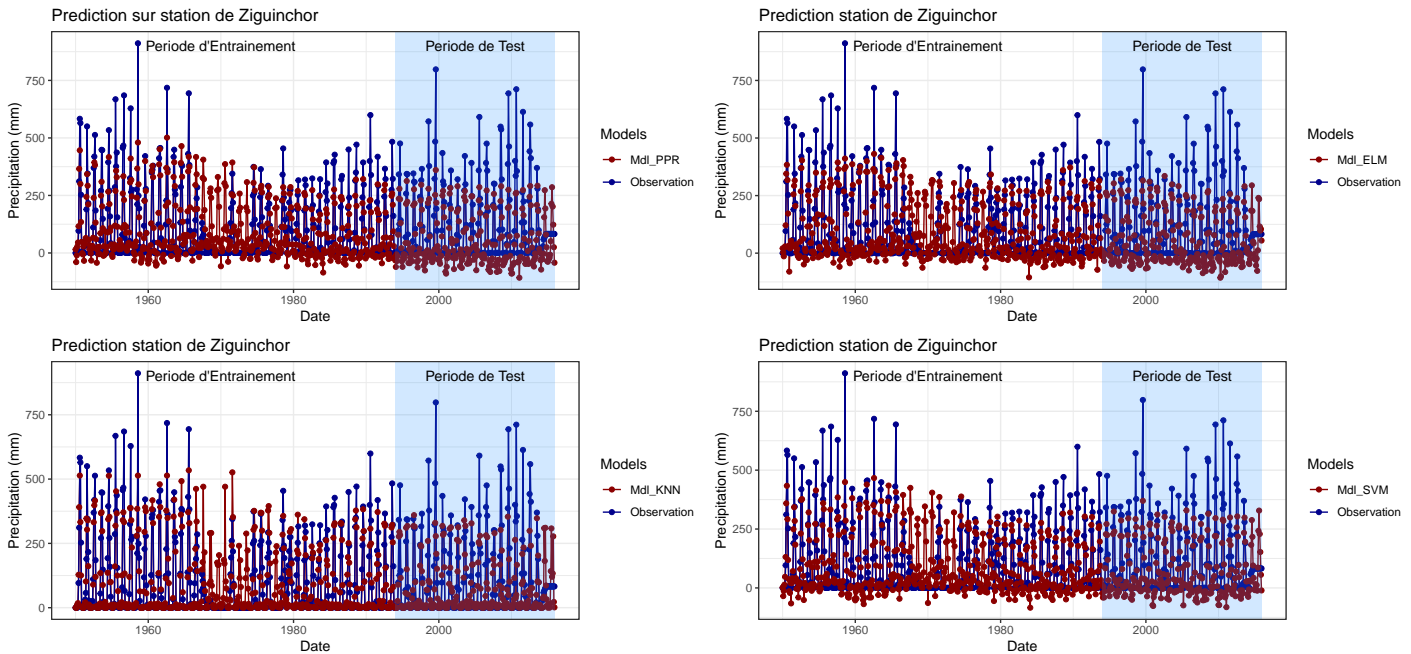 Prediction sur station de Ziguinchor
Periode d'Entrainement
Periode de Test
Precipitation (mm)
750
500
250
0
1960
1980
2000
Date
Models
Mdl_PPR
Observation
Prediction station de Ziguinchor
Periode d'Entrainement
Periode de Test
Precipitation (mm)
750
500
250
0
1960
1980
2000
Date
Models
Mdl_ELM
Observation
Prediction station de Ziguinchor
Periode d'Entrainement
Periode de Test
Precipitation (mm)
750
500
250
0
1960
1980
2000
Date
Models
Mdl_KNN
Observation
Prediction station de Ziguinchor
Periode d'Entrainement
Periode de Test
Precipitation (mm)
750
500
250
0
1960
1980
2000
Date
Models
Mdl_SVM
Observation